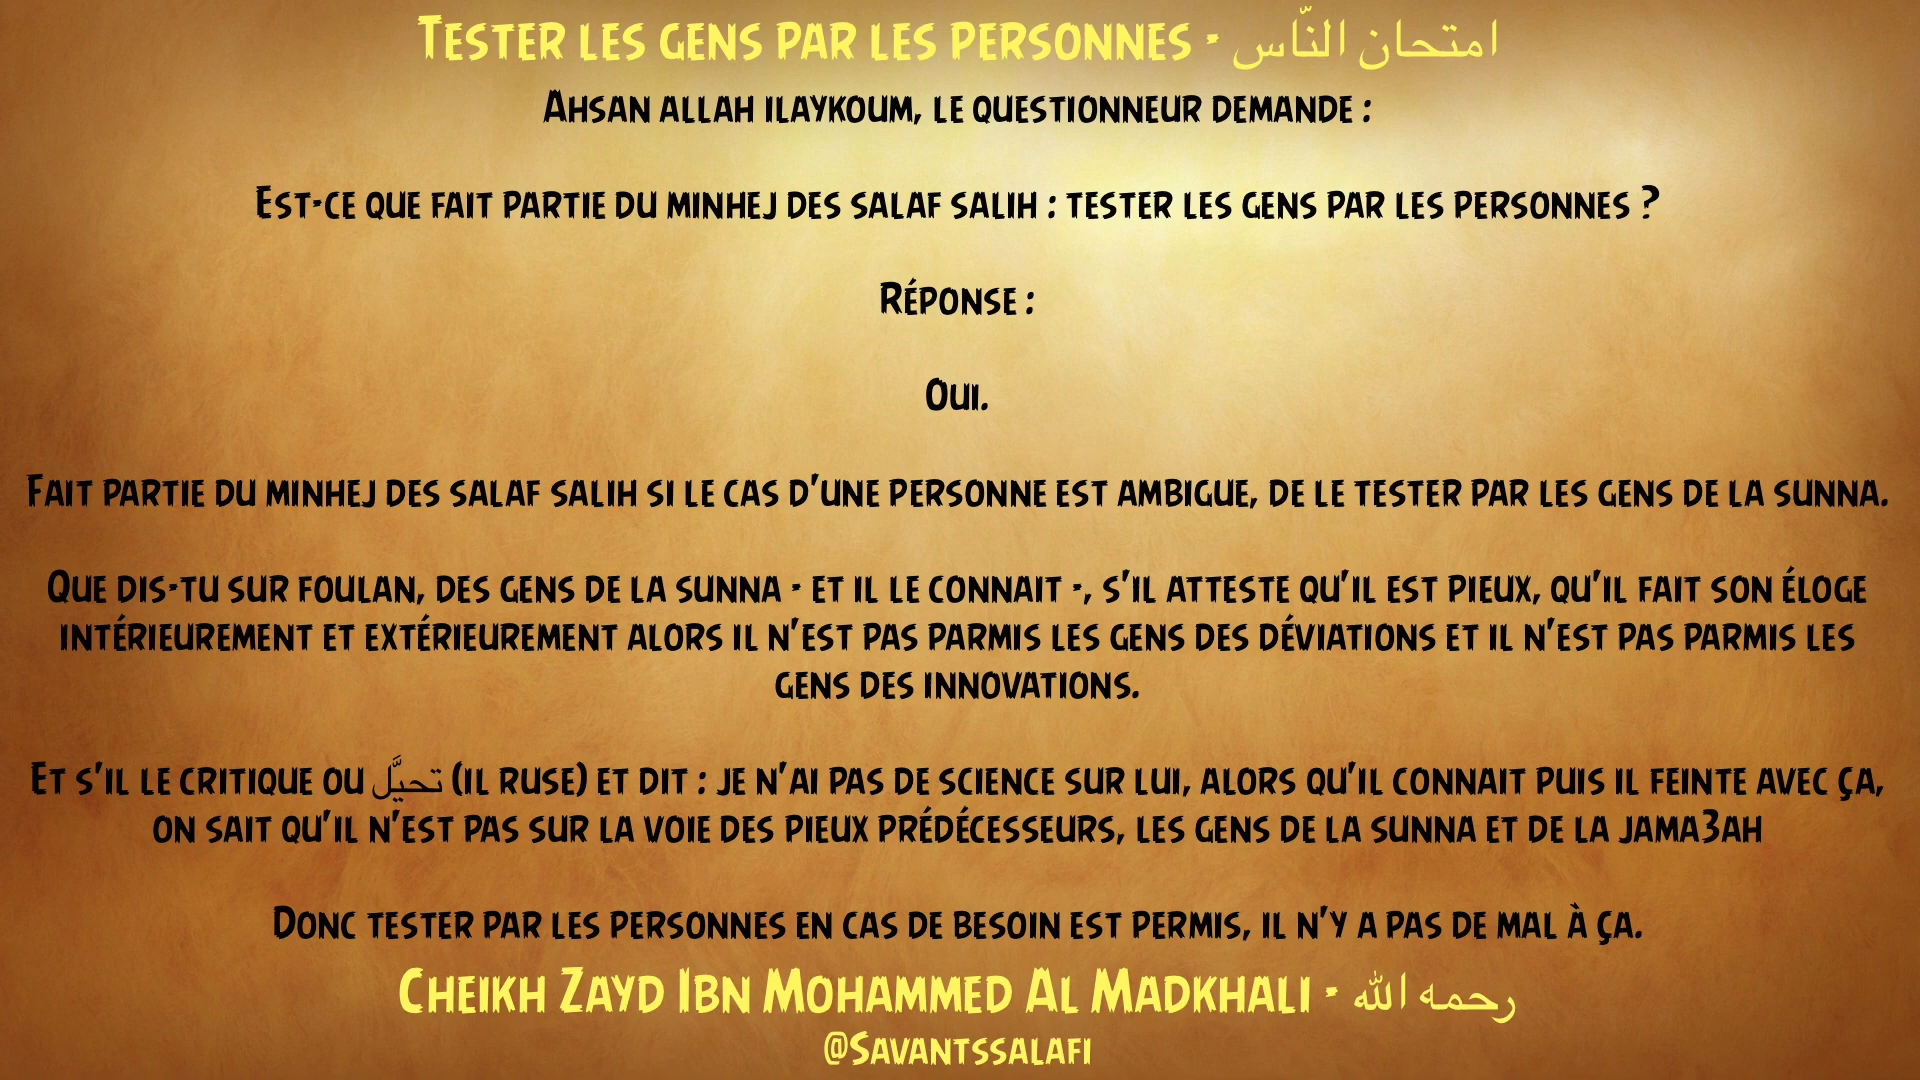 Tester les gens par les personnes - امتحان النّاس
Ahsan allah ilaykoum, le questionneur demande :
Est-ce que fait partie du minhej des salaf salih : tester les gens par les personnes ?
Réponse :
Oui.
Fait partie du minhej des salaf salih si le cas d'une personne est ambigue, de le tester par les gens de la sunna.
Que dis-tu sur foulan, des gens de la sunna - et il le connait -, s'il atteste qu'il est pieux, qu'il fait son éloge
intérieurement et extérieurement alors il n'est pas parmis les gens des déviations et il n'est pas parmis les
gens des innovations.
Et s'il le critique ou تحيَّل (il ruse) et dit : je n'ai pas de science sur lui, alors qu'il connait puis il feinte avec ça,
on sait qu'il n'est pas sur la voie des pieux prédécesseurs, les gens de la sunna et de la jama3ah
Donc tester par les personnes en cas de besoin est permis, il n'y a pas de mal à ça.
Cheikh Zayd Ibn Mohammed Al Madkhali - رحمه الله
@Savantssalafi